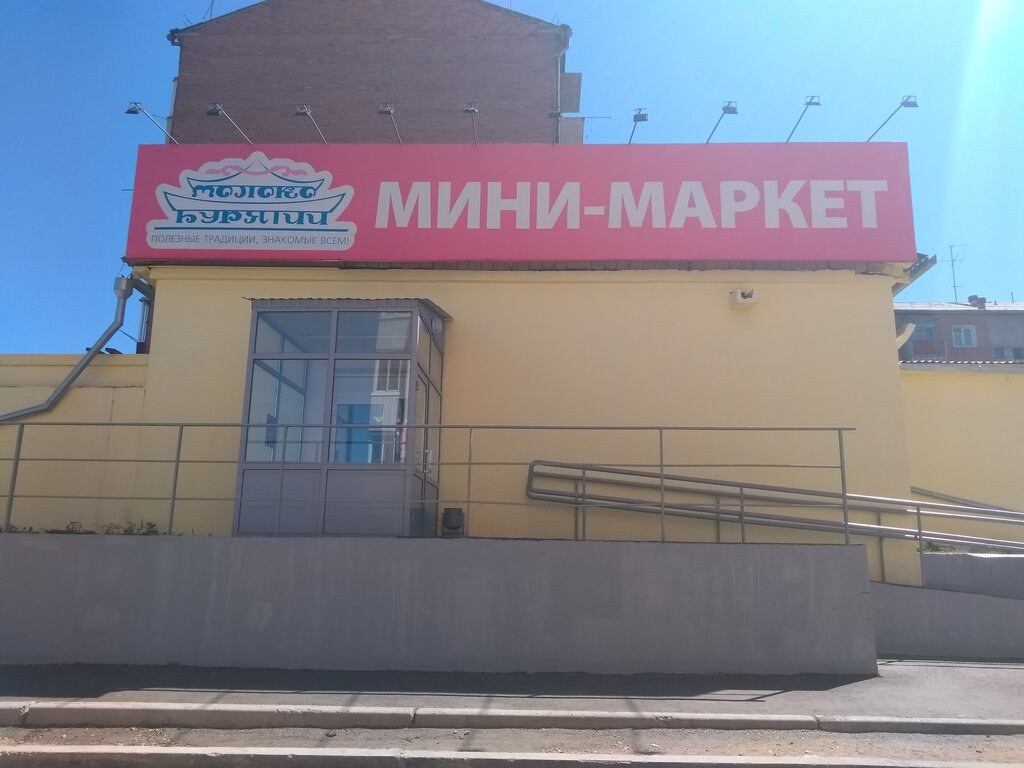 МОЛОКО
БУРЯТИИ
ПОЛЕЗНЫЕ ТРАДИЦИИ, ЗНАКОМЫЕ ВСЕМ!
МИНИ-МАРКЕТ